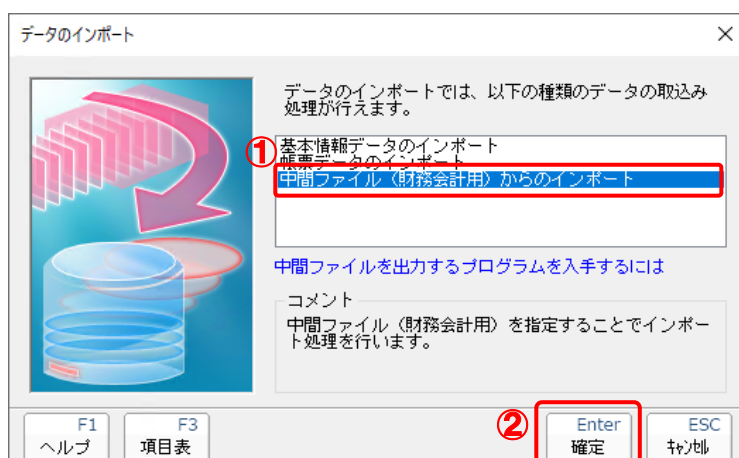 データのインポート
データのインポートでは、以下の種類のデータの取込み
処理が行えます。
①
基本情報データのインポート
帳票データのインポート
中間ファイル（財務会計用）からのインポート
中間ファイルを出力するプログラムを入手するには
コメント
中間ファイル（財務会計用）を指定することでインポー
ト処理を行います。
②
F1
ヘルプ
F3
項目表
Enter
確定
ESC
ｷｬﾝｾﾙ